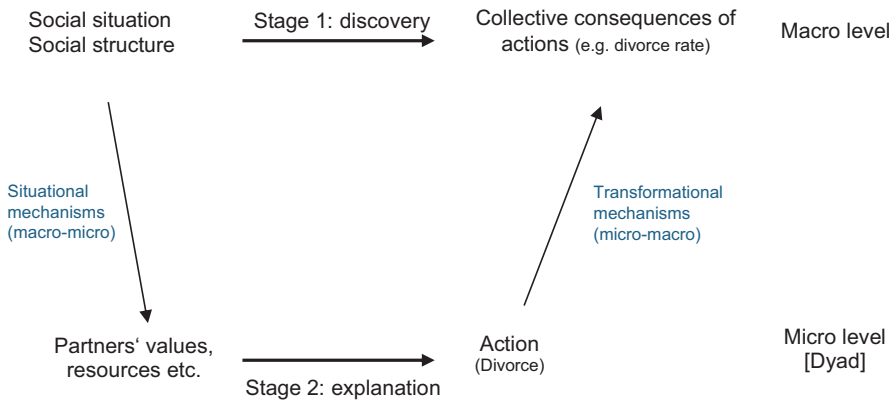 Social situation
Social structure
Stage 1: discovery
Collective consequences of
actions (e.g. divorce rate)
Macro level
Situational
mechanisms
(macro-micro)
Transformational
mechanisms
(micro-macro)
Partners‘ values,
resources etc.
Stage 2: explanation
Action
(Divorce)
Micro level
[Dyad]